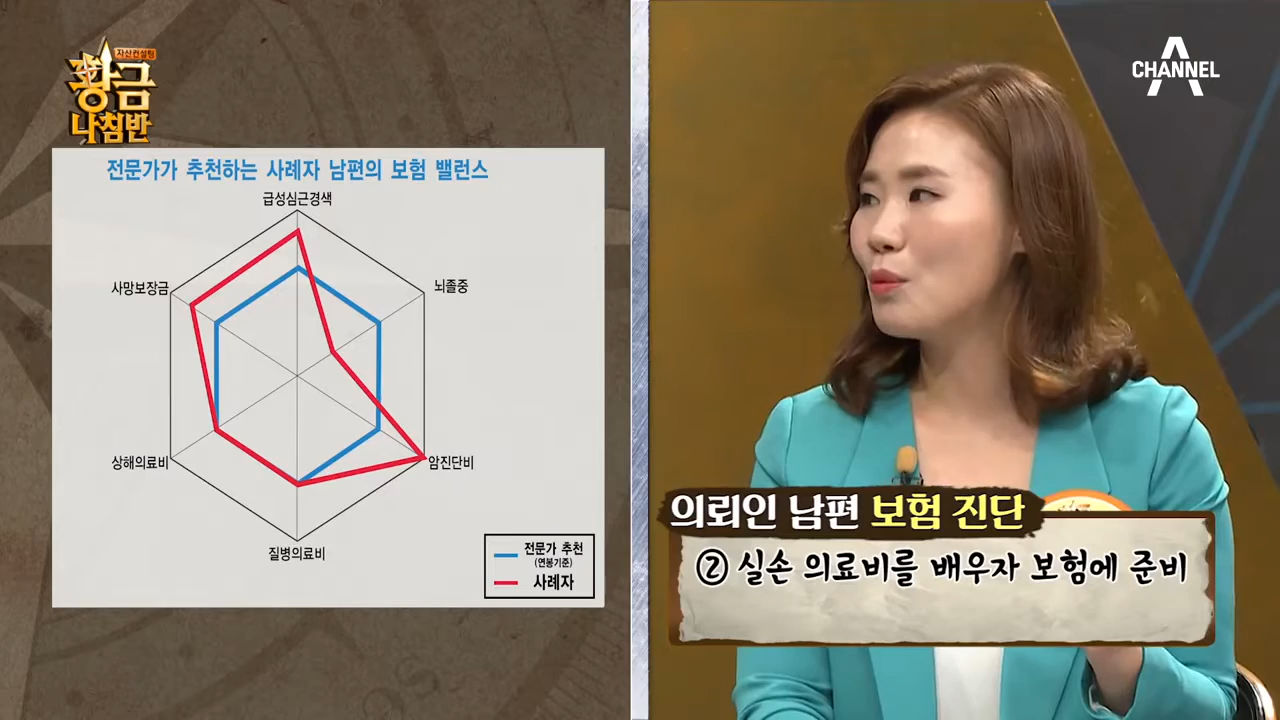 자산컨설팅
황금
나침반
CHANNEL
전문가가 추천하는 사례자 남편의 보험 밸런스
급성심근경색
사망보장금
뇌졸중
상해의료비
암진단비
질병의료비
전문가 추천
(연봉기준)
사례자
의뢰인 남편 보험 진단
② 실손 의료비를 배우자 보험에 준비